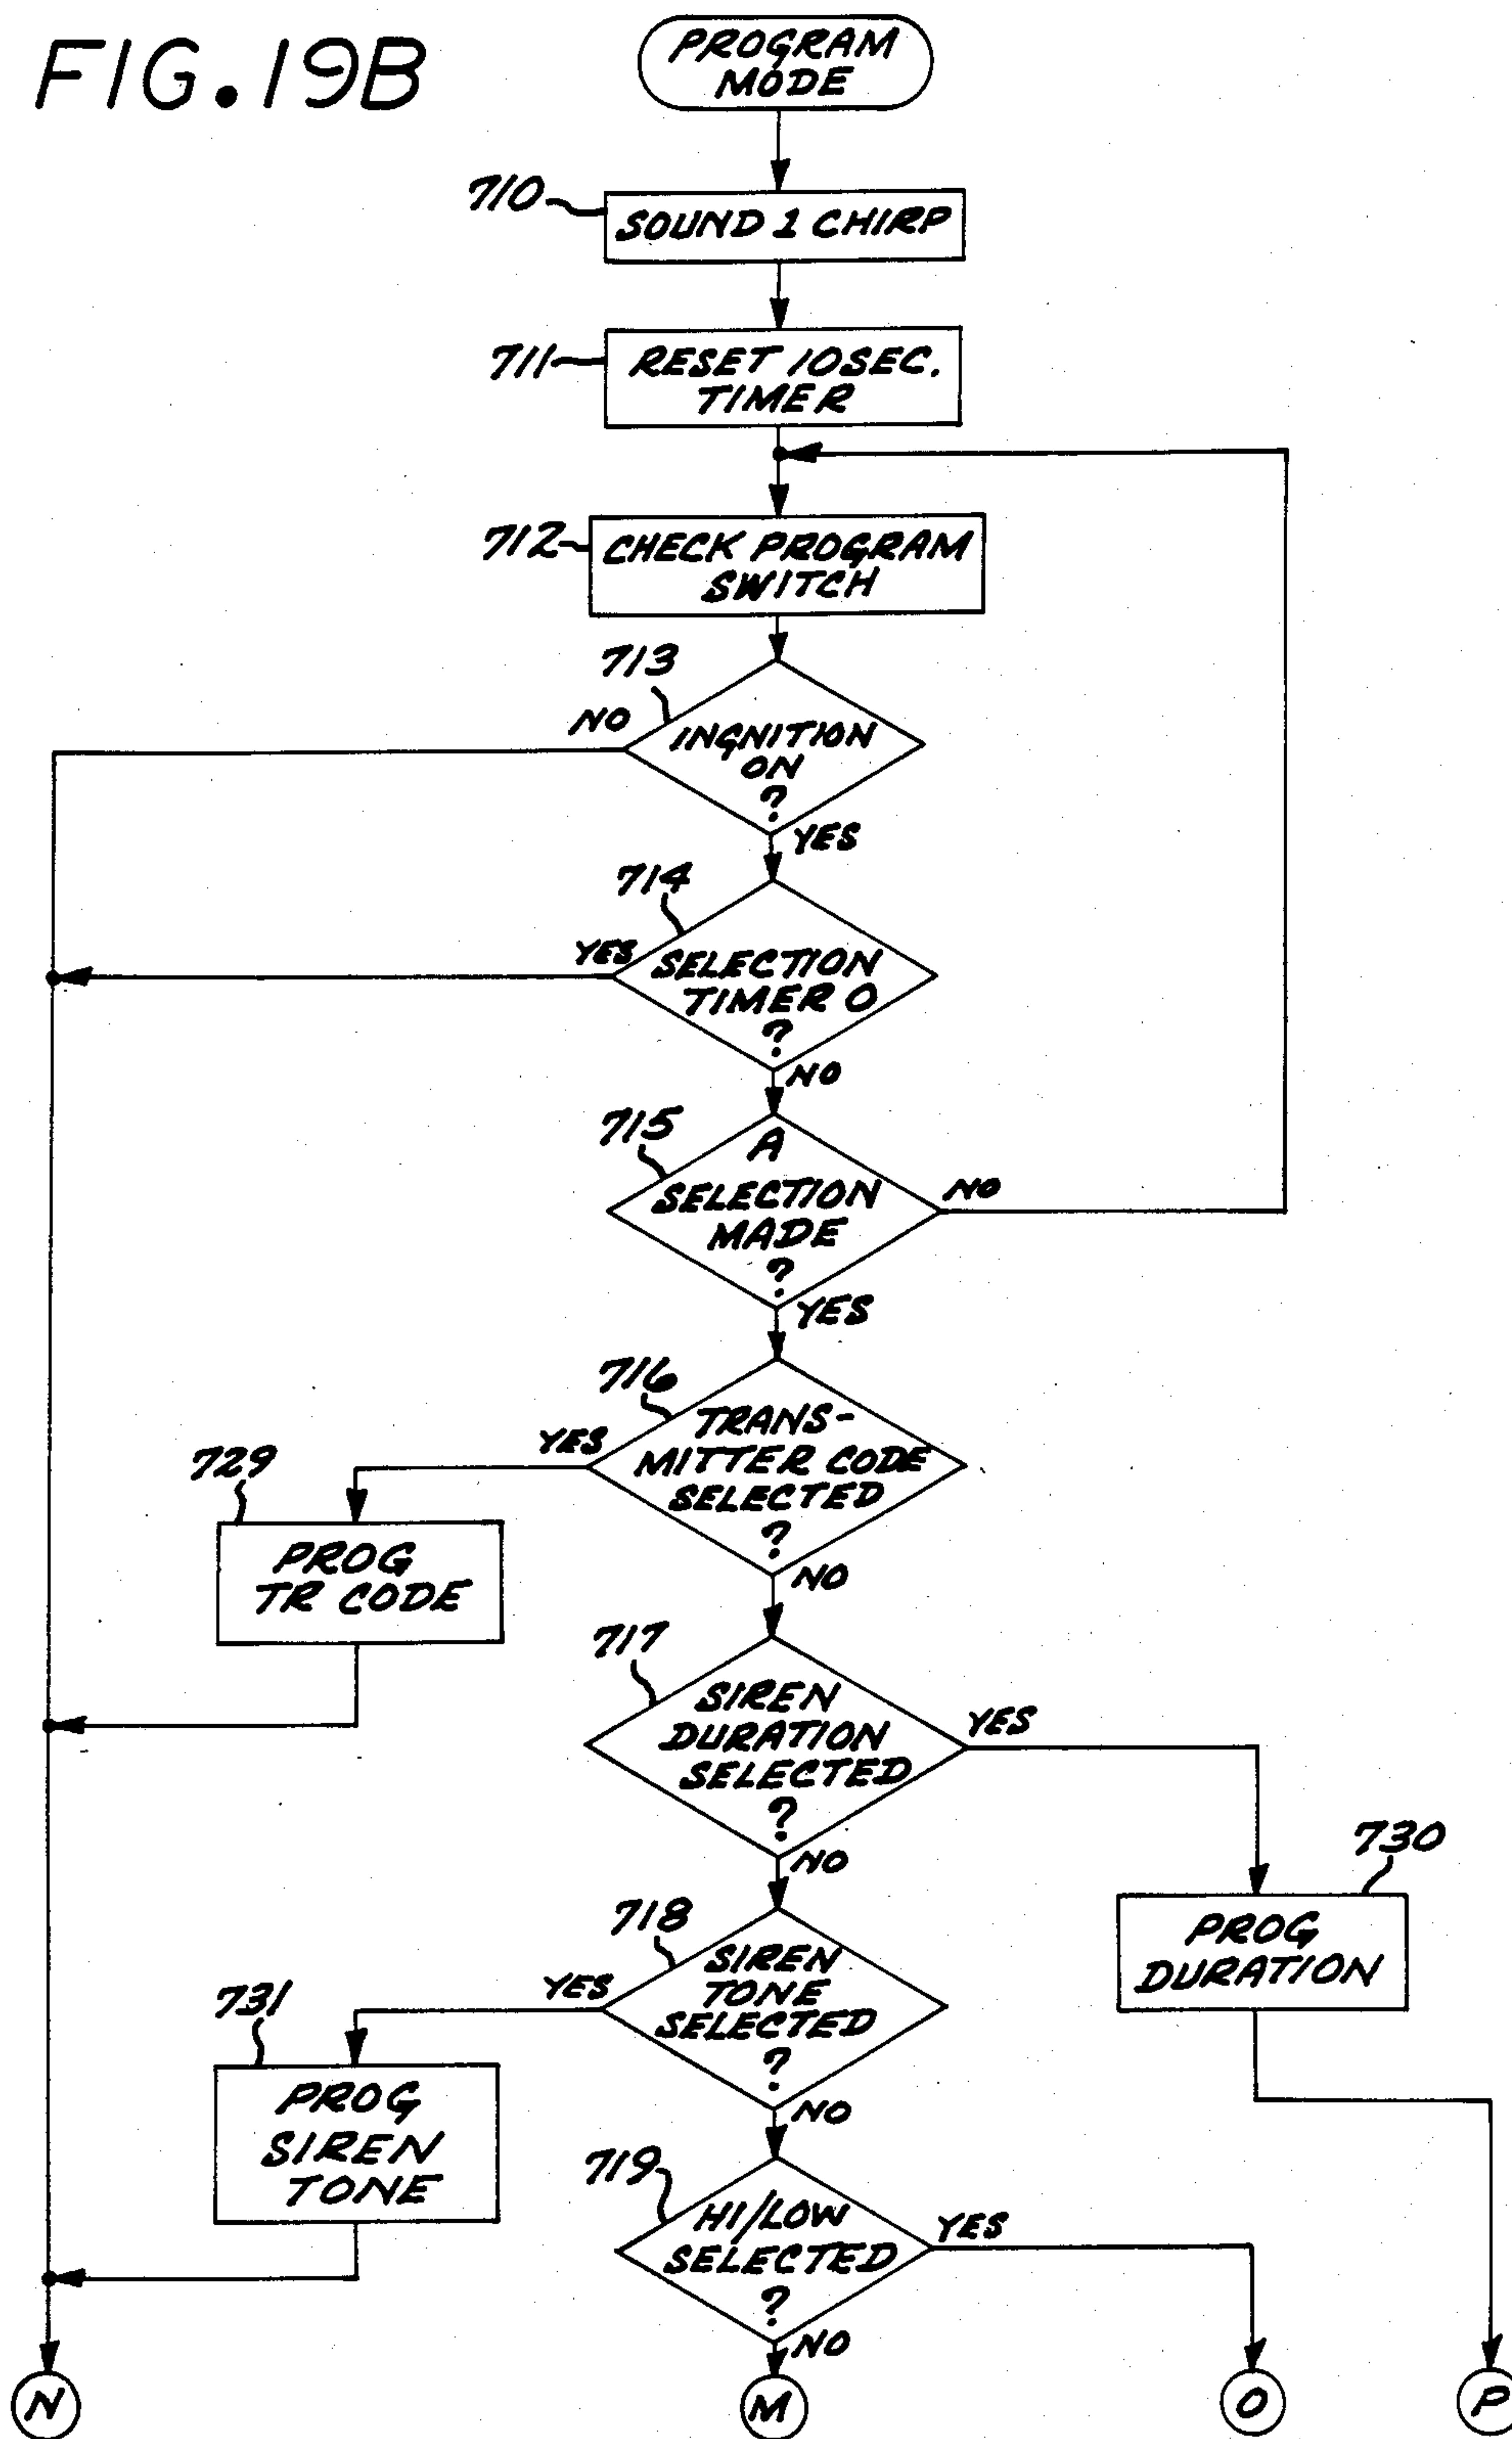 FIG. 19B
PROGRAM
MODE
710
SOUND 1 CHIRP
711
RESET 10SEC.
TIMER
712
CHECK PROGRAM
SWITCH
713
NO
INGNITION
ON
?
YES
714
YES
SELECTION
TIMER 0
?
NO
715
A
SELECTION
MADE
?
NO
YES
716
YES
TRANS-
MITTER CODE
SELECTED
?
NO
729
PROG
TR CODE
717
SIREN
DURATION
SELECTED
?
YES
NO
730
PROG
DURATION
718
YES
SIREN
TONE
SELECTED
?
NO
731
PROG
SIREN
TONE
719
HI/LOW
SELECTED
?
YES
NO
N
M
O
P